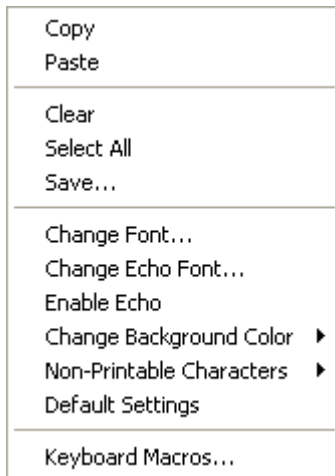 Copy
Paste
Clear
Select All
Save...
Change Font...
Change Echo Font...
Enable Echo
Change Background Color
Non-Printable Characters
Default Settings
Keyboard Macros...